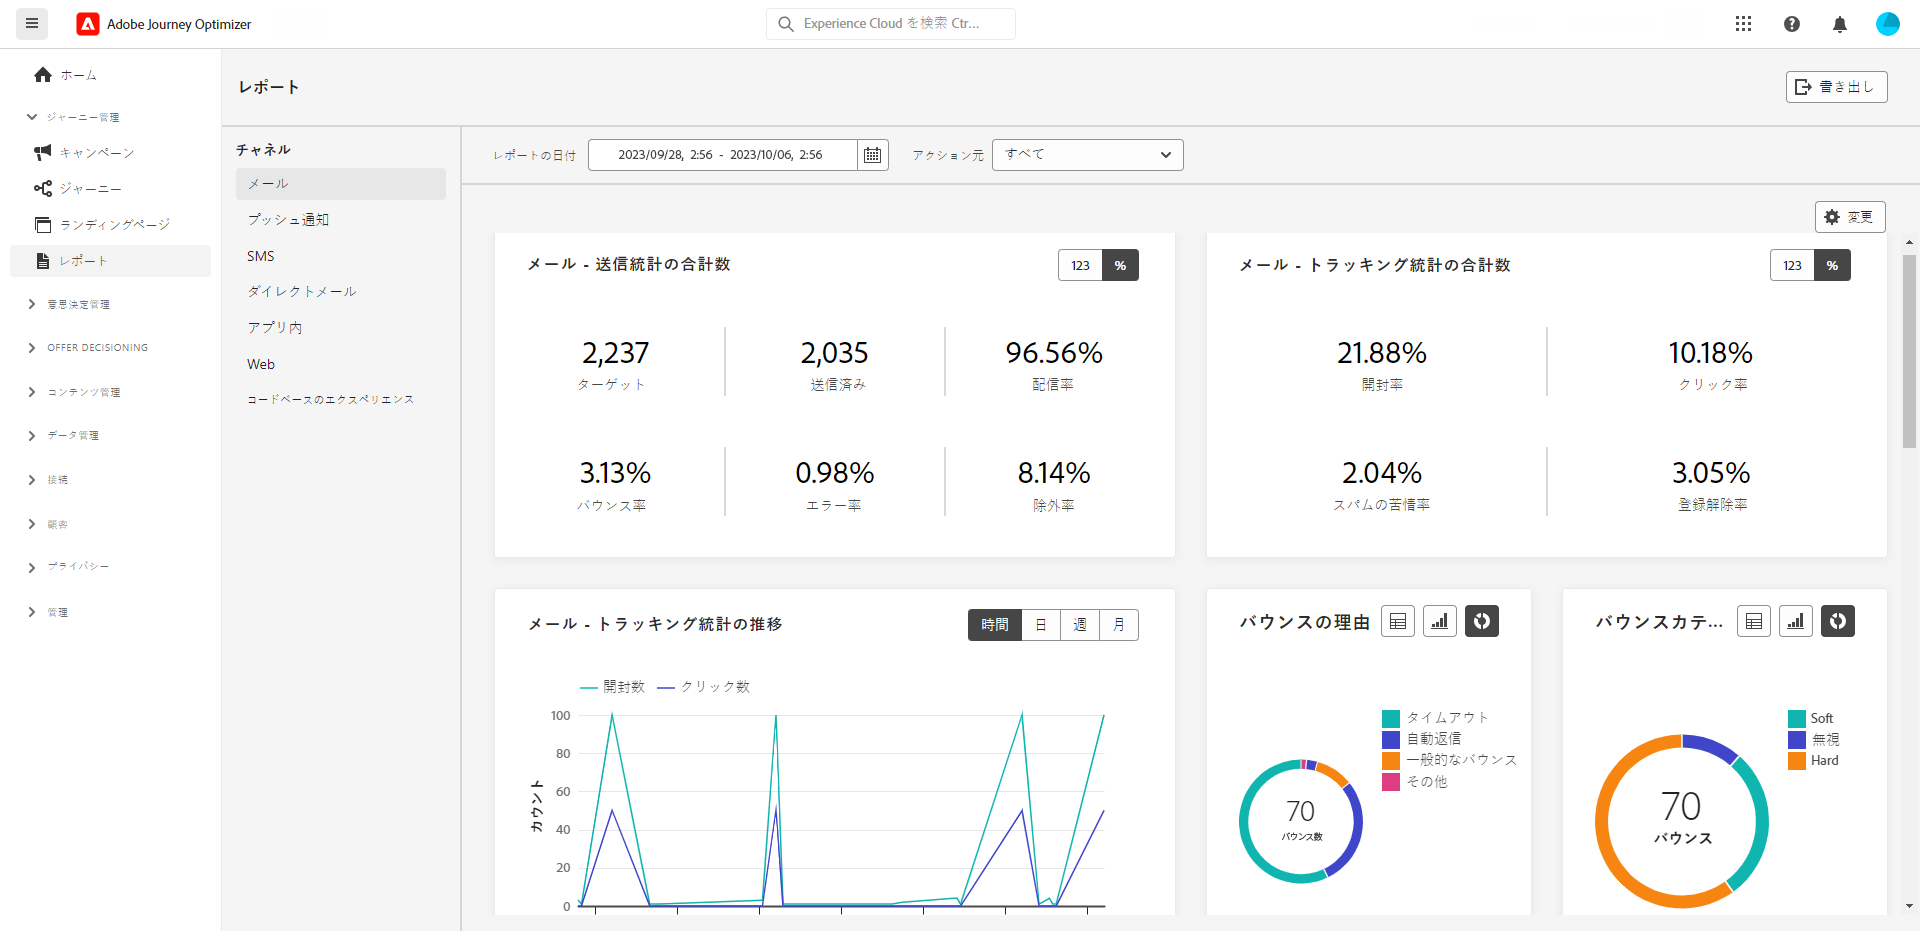 Adobe Journey Optimizer
Experience Cloud を検索 Ctr...
ホーム
ジャーニー管理
キャンペーン
ジャーニー
ランディングページ
レポート
意思決定管理
OFFER DECISIONING
コンテンツ管理
データ管理
接続
顧客
プライバシー
管理
レポート
書き出し
チャネル
メール
プッシュ通知
SMS
ダイレクトメール
アプリ内
Web
コードベースのエクスペリエンス
レポートの日付
2023/09/28, 2:56 - 2023/10/06, 2:56
アクション元
すべて
変更
メール - 送信統計の合計数
123 %
2,237
ターゲット
2,035
送信済み
96.56%
配信率
3.13%
バウンス率
0.98%
エラー率
8.14%
除外率
メール - トラッキング統計の合計数
123 %
21.88%
開封率
10.18%
クリック率
2.04%
スパムの苦情率
3.05%
登録解除率
メール - トラッキング統計の推移
時間 日 週 月
開封数 クリック数
カウント
100
80
60
40
20
0
バウンスの理由
タイムアウト
自動返信
一般的なバウンス
その他
70
バウンス数
バウンスカテ...
Soft
無視
Hard
70
バウンス